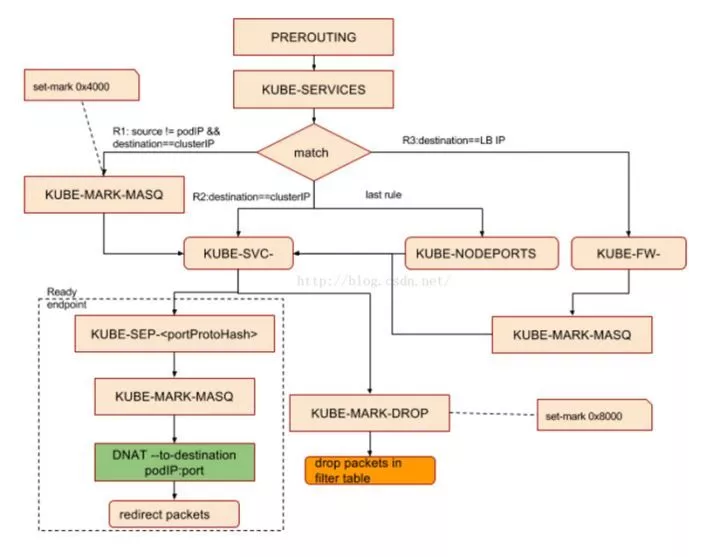 PREROUTING
set-mark 0x4000
KUBE-SERVICES
R1: source != podIP &&
destination==clusterIP
R3:destination==LB IP
match
KUBE-MARK-MASQ
R2:destination==clusterIP
last rule
KUBE-SVC-
KUBE-NODEPORTS
KUBE-FW-
http://blog.csdn.net/
Ready
endpoint
KUBE-SEP-<portProtoHash>
KUBE-MARK-MASQ
KUBE-MARK-MASQ
KUBE-MARK-DROP
set-mark 0x8000
DNAT --to-destination
podIP:port
drop packets in
filter table
redirect packets